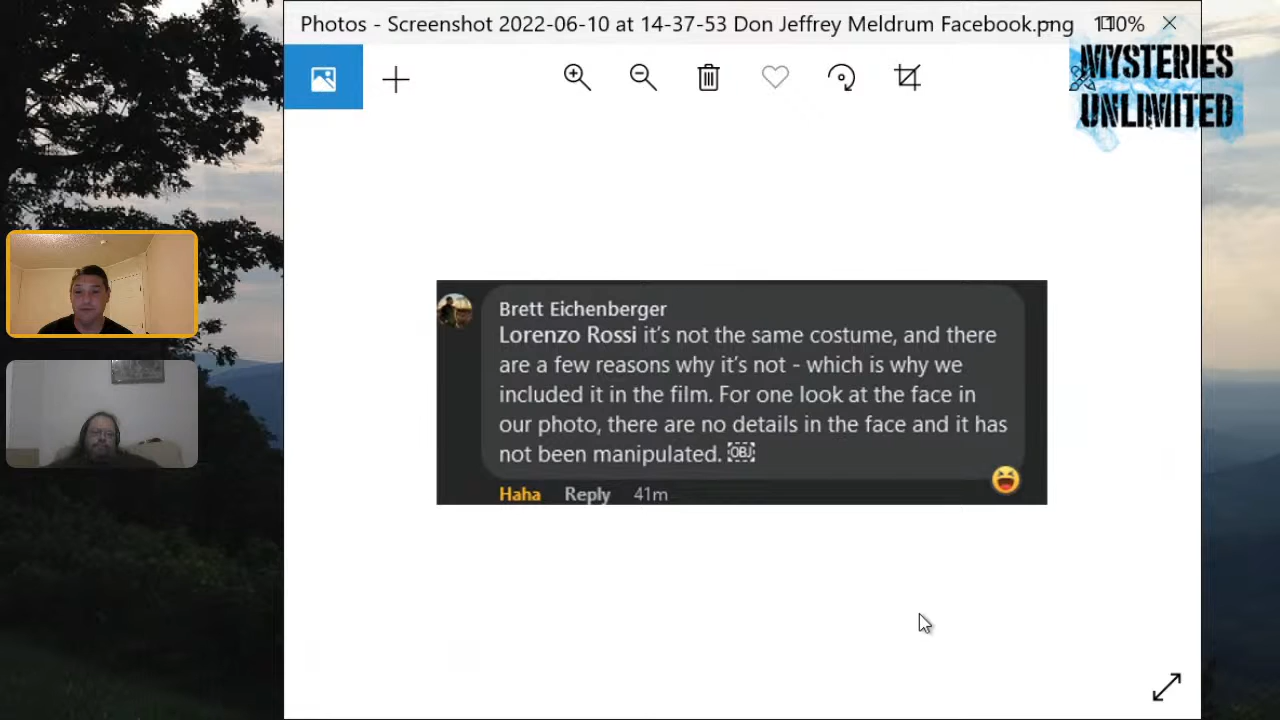 Photos - Screenshot 2022-06-10 at 14-37-53 Don Jeffrey Meldrum Facebook.png
110%
MYSTERIES
UNLIMITED
Brett Eichenberger
Lorenzo Rossi it's not the same costume, and there
are a few reasons why it's not - which is why we
included it in the film. For one look at the face in
our photo, there are no details in the face and it has
not been manipulated. OBJ
Haha Reply 41m